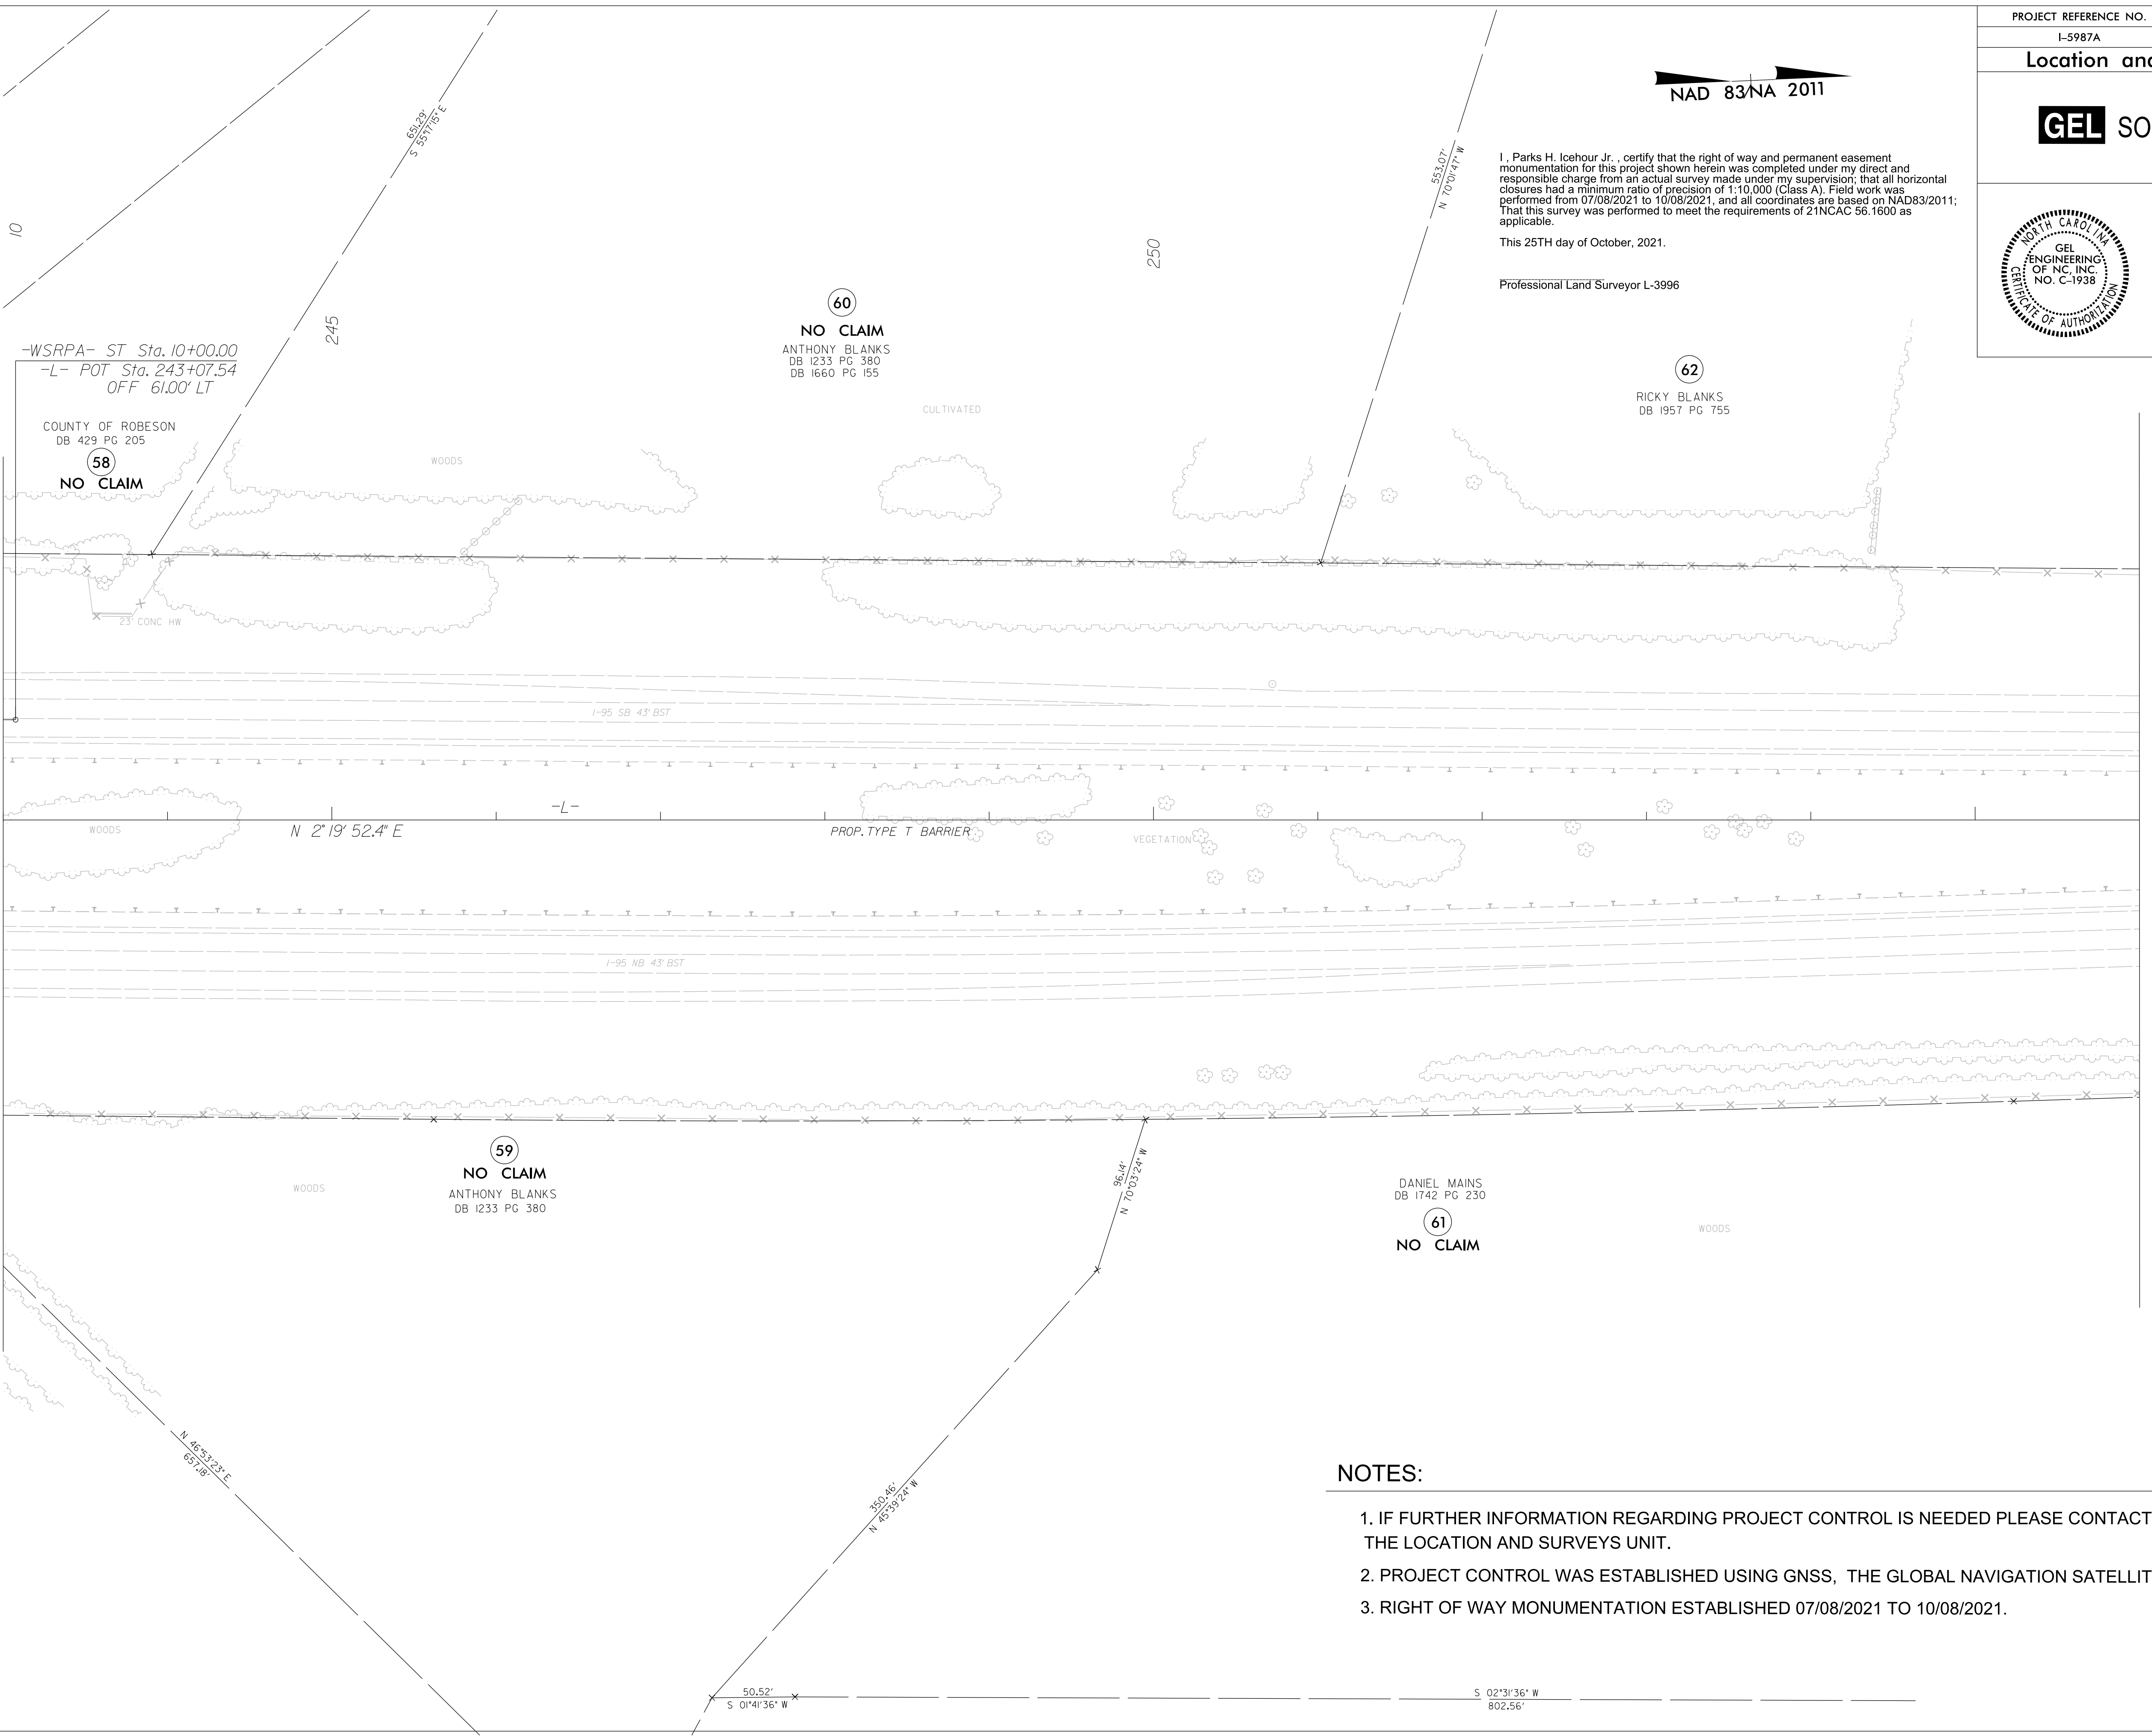 PROJECT REFERENCE NO.
I-5987A
Location and
GEL SO
NORTH CAROLINA
GEL
ENGINEERING
OF NC, INC.
NO. C-1938
CERTIFICATE OF AUTHORIZATION
NAD 83/NA 2011
I , Parks H. Icehour Jr. , certify that the right of way and permanent easement
monumentation for this project shown herein was completed under my direct and
responsible charge from an actual survey made under my supervision; that all horizontal
closures had a minimum ratio of precision of 1:10,000 (Class A). Field work was
performed from 07/08/2021 to 10/08/2021, and all coordinates are based on NAD83/2011;
That this survey was performed to meet the requirements of 21NCAC 56.1600 as
applicable.
This 25TH day of October, 2021.
Professional Land Surveyor L-3996
651.29'
S 55°17'15" E
553.07'
N 70°01'47" W
10
245
250
60
NO CLAIM
ANTHONY BLANKS
DB 1233 PG 380
DB 1660 PG 155
-WSRPA- ST Sta. 10+00.00
-L- POT Sta. 243+07.54
OFF 61.00' LT
62
RICKY BLANKS
DB 1957 PG 755
COUNTY OF ROBESON
DB 429 PG 205
58
NO CLAIM
CULTIVATED
WOODS
23' CONC HW
I-95 SB 43' BST
-L-
WOODS
N 2° 19' 52.4" E
PROP. TYPE T BARRIER
VEGETATION
I-95 NB 43' BST
59
NO CLAIM
ANTHONY BLANKS
DB 1233 PG 380
WOODS
96.14'
N 70°03'24" W
DANIEL MAINS
DB 1742 PG 230
61
NO CLAIM
WOODS
N 46°53'23" E
657.18'
350.46'
N 45°39'24" W
NOTES:
1. IF FURTHER INFORMATION REGARDING PROJECT CONTROL IS NEEDED PLEASE CONTACT
THE LOCATION AND SURVEYS UNIT.
2. PROJECT CONTROL WAS ESTABLISHED USING GNSS, THE GLOBAL NAVIGATION SATELLIT
3. RIGHT OF WAY MONUMENTATION ESTABLISHED 07/08/2021 TO 10/08/2021.
50.52'
S 01°41'36" W
S 02°31'36" W
802.56'